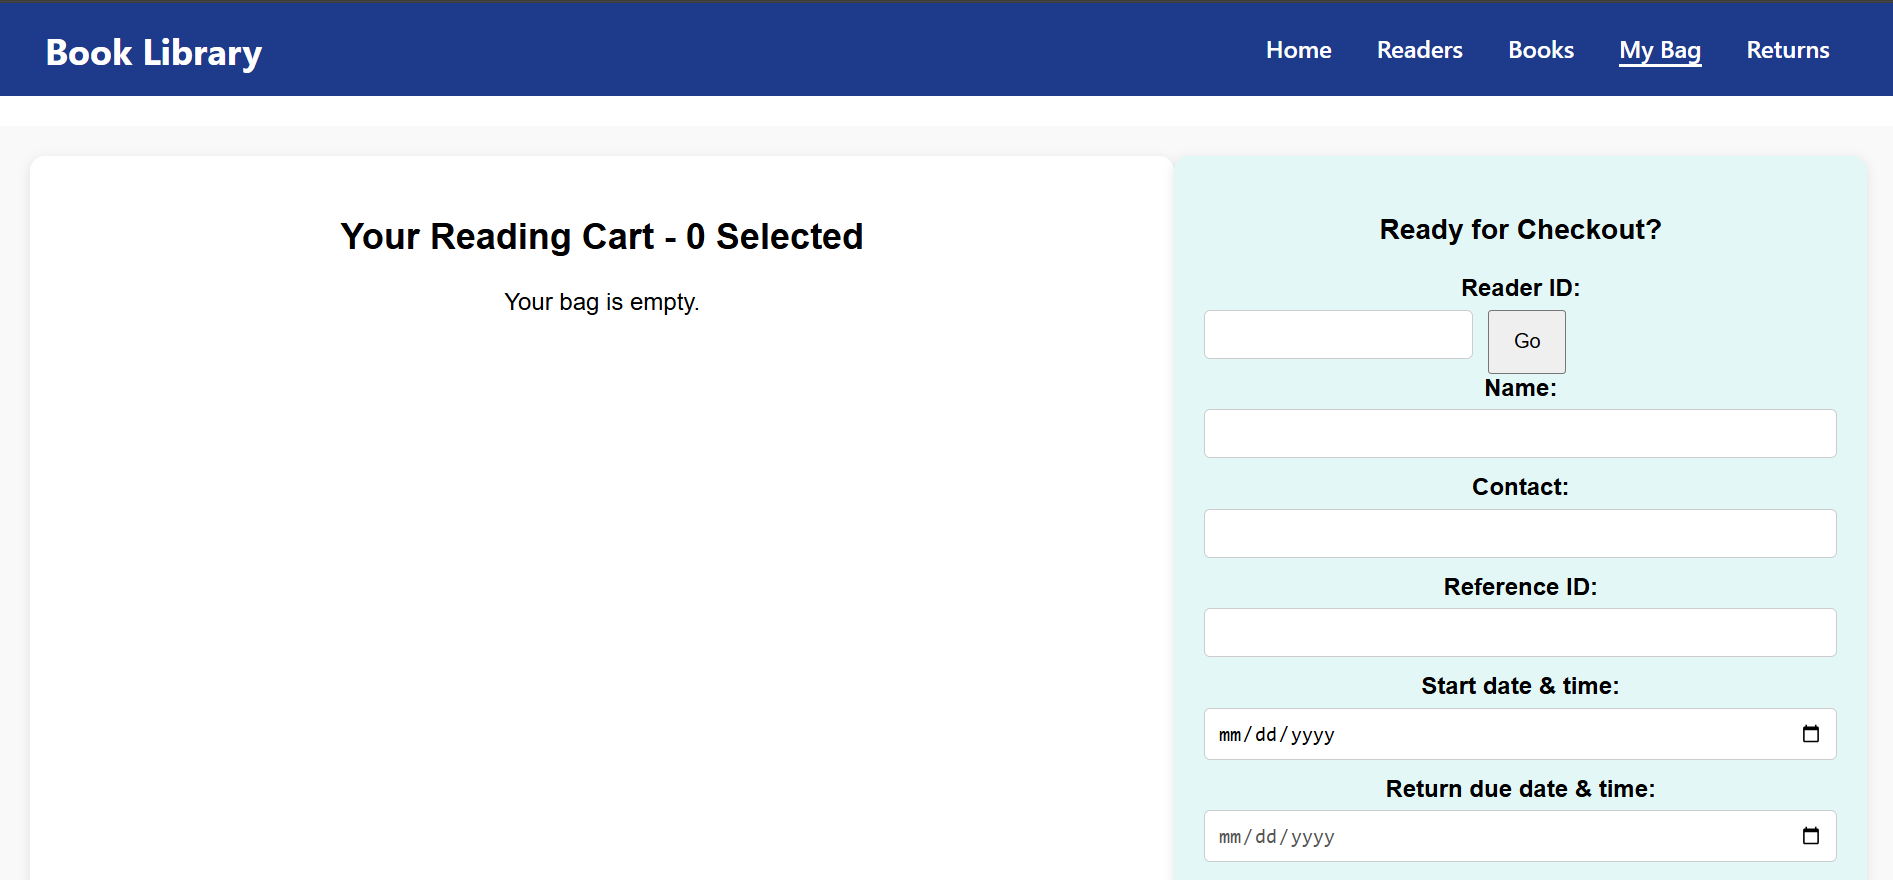 Book Library
Home Readers Books My Bag Returns
Your Reading Cart - 0 Selected
Your bag is empty.
Ready for Checkout?
Reader ID:
Go
Name:
Contact:
Reference ID:
Start date & time:
mm/dd/yyyy
Return due date & time:
mm/dd/yyyy